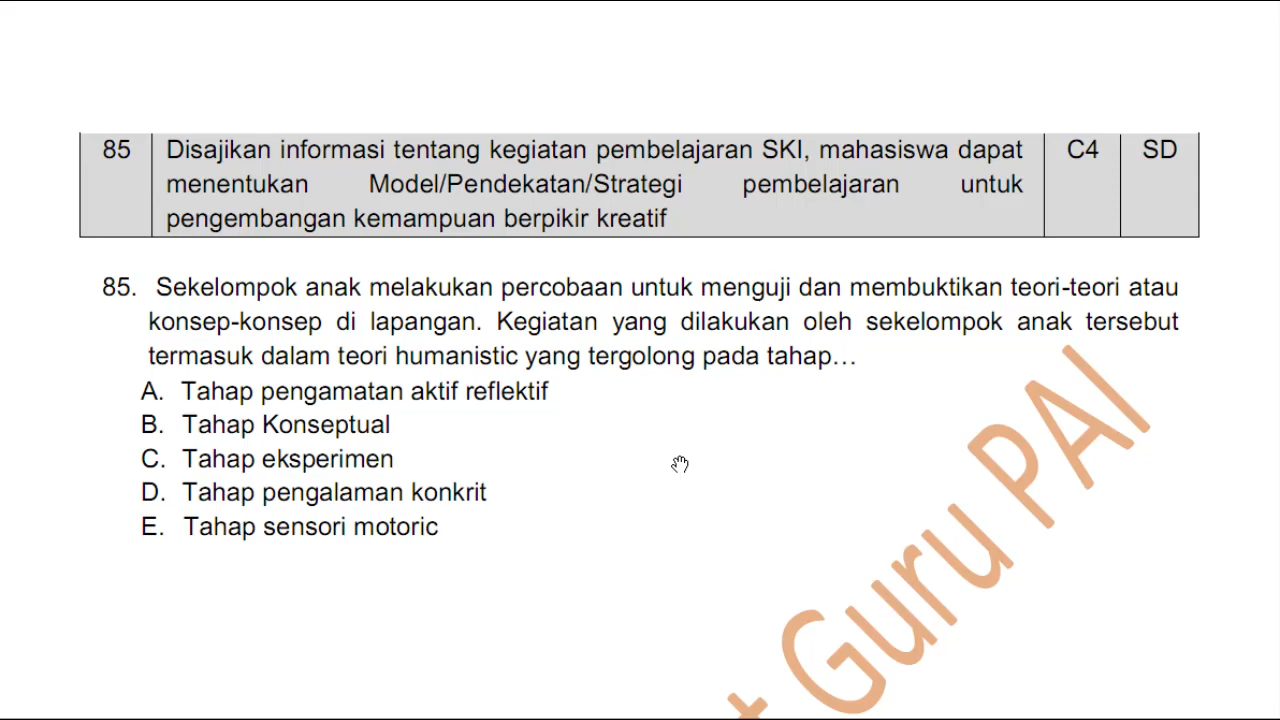 85 Disajikan informasi tentang kegiatan pembelajaran SKI, mahasiswa dapat C4 SD
menentukan Model/Pendekatan/Strategi pembelajaran untuk
pengembangan kemampuan berpikir kreatif
85. Sekelompok anak melakukan percobaan untuk menguji dan membuktikan teori-teori atau
konsep-konsep di lapangan. Kegiatan yang dilakukan oleh sekelompok anak tersebut
termasuk dalam teori humanistic yang tergolong pada tahap…
A. Tahap pengamatan aktif reflektif
B. Tahap Konseptual
C. Tahap eksperimen
D. Tahap pengalaman konkrit
E. Tahap sensori motoric
t Guru PAI